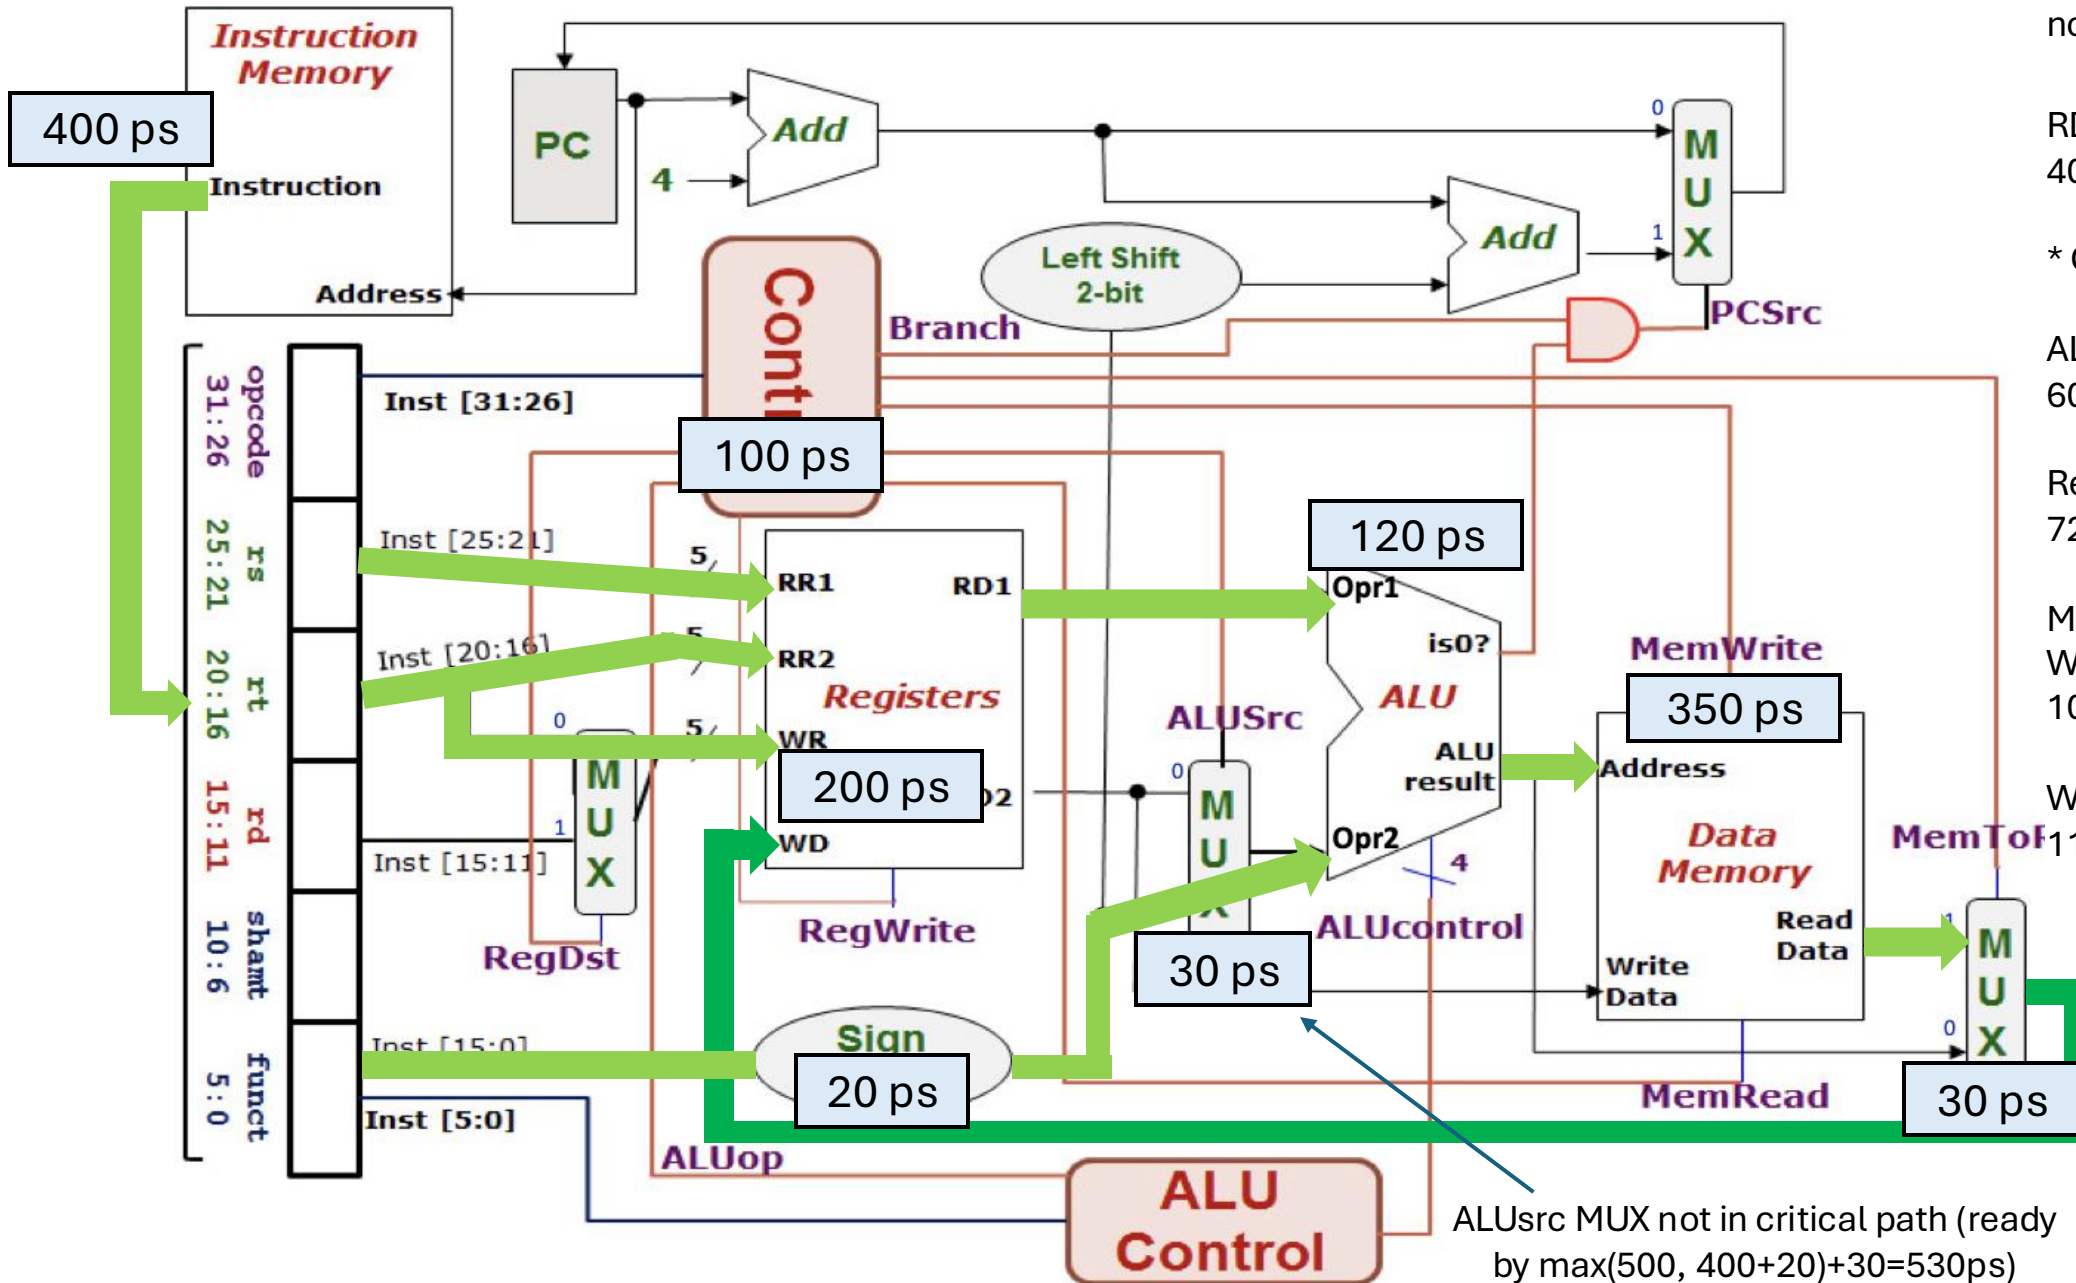 Instruction
Memory
400 ps
Instruction
Address
PC
4
Add
Add
Left Shift
2-bit
0
1
M
U
X
PCSrc
Branch
100 ps
opcode
31:26
rs
25:21
rt
20:16
rd
15:11
shamt
10:6
funct
5:0
Inst [31:26]
Inst [25:21]
Inst [20:16]
Inst [15:11]
Inst [15:0]
Inst [5:0]
5
5
5
0
1
M
U
X
RegDst
RR1
RR2
WR
WD
RD1
Registers
200 ps
RegWrite
Sign
20 ps
ALUSrc
0
M
U
30 ps
120 ps
Opr1
Opr2
is0?
ALU
ALU
result
4
ALUcontrol
MemWrite
350 ps
Address
Data
Memory
Read
Data
Write
Data
MemRead
1
M
U
X
0
30 ps
ALUop
ALU
Control
ALUsrc MUX not in critical path (ready
by max(500, 400+20)+30=530ps)